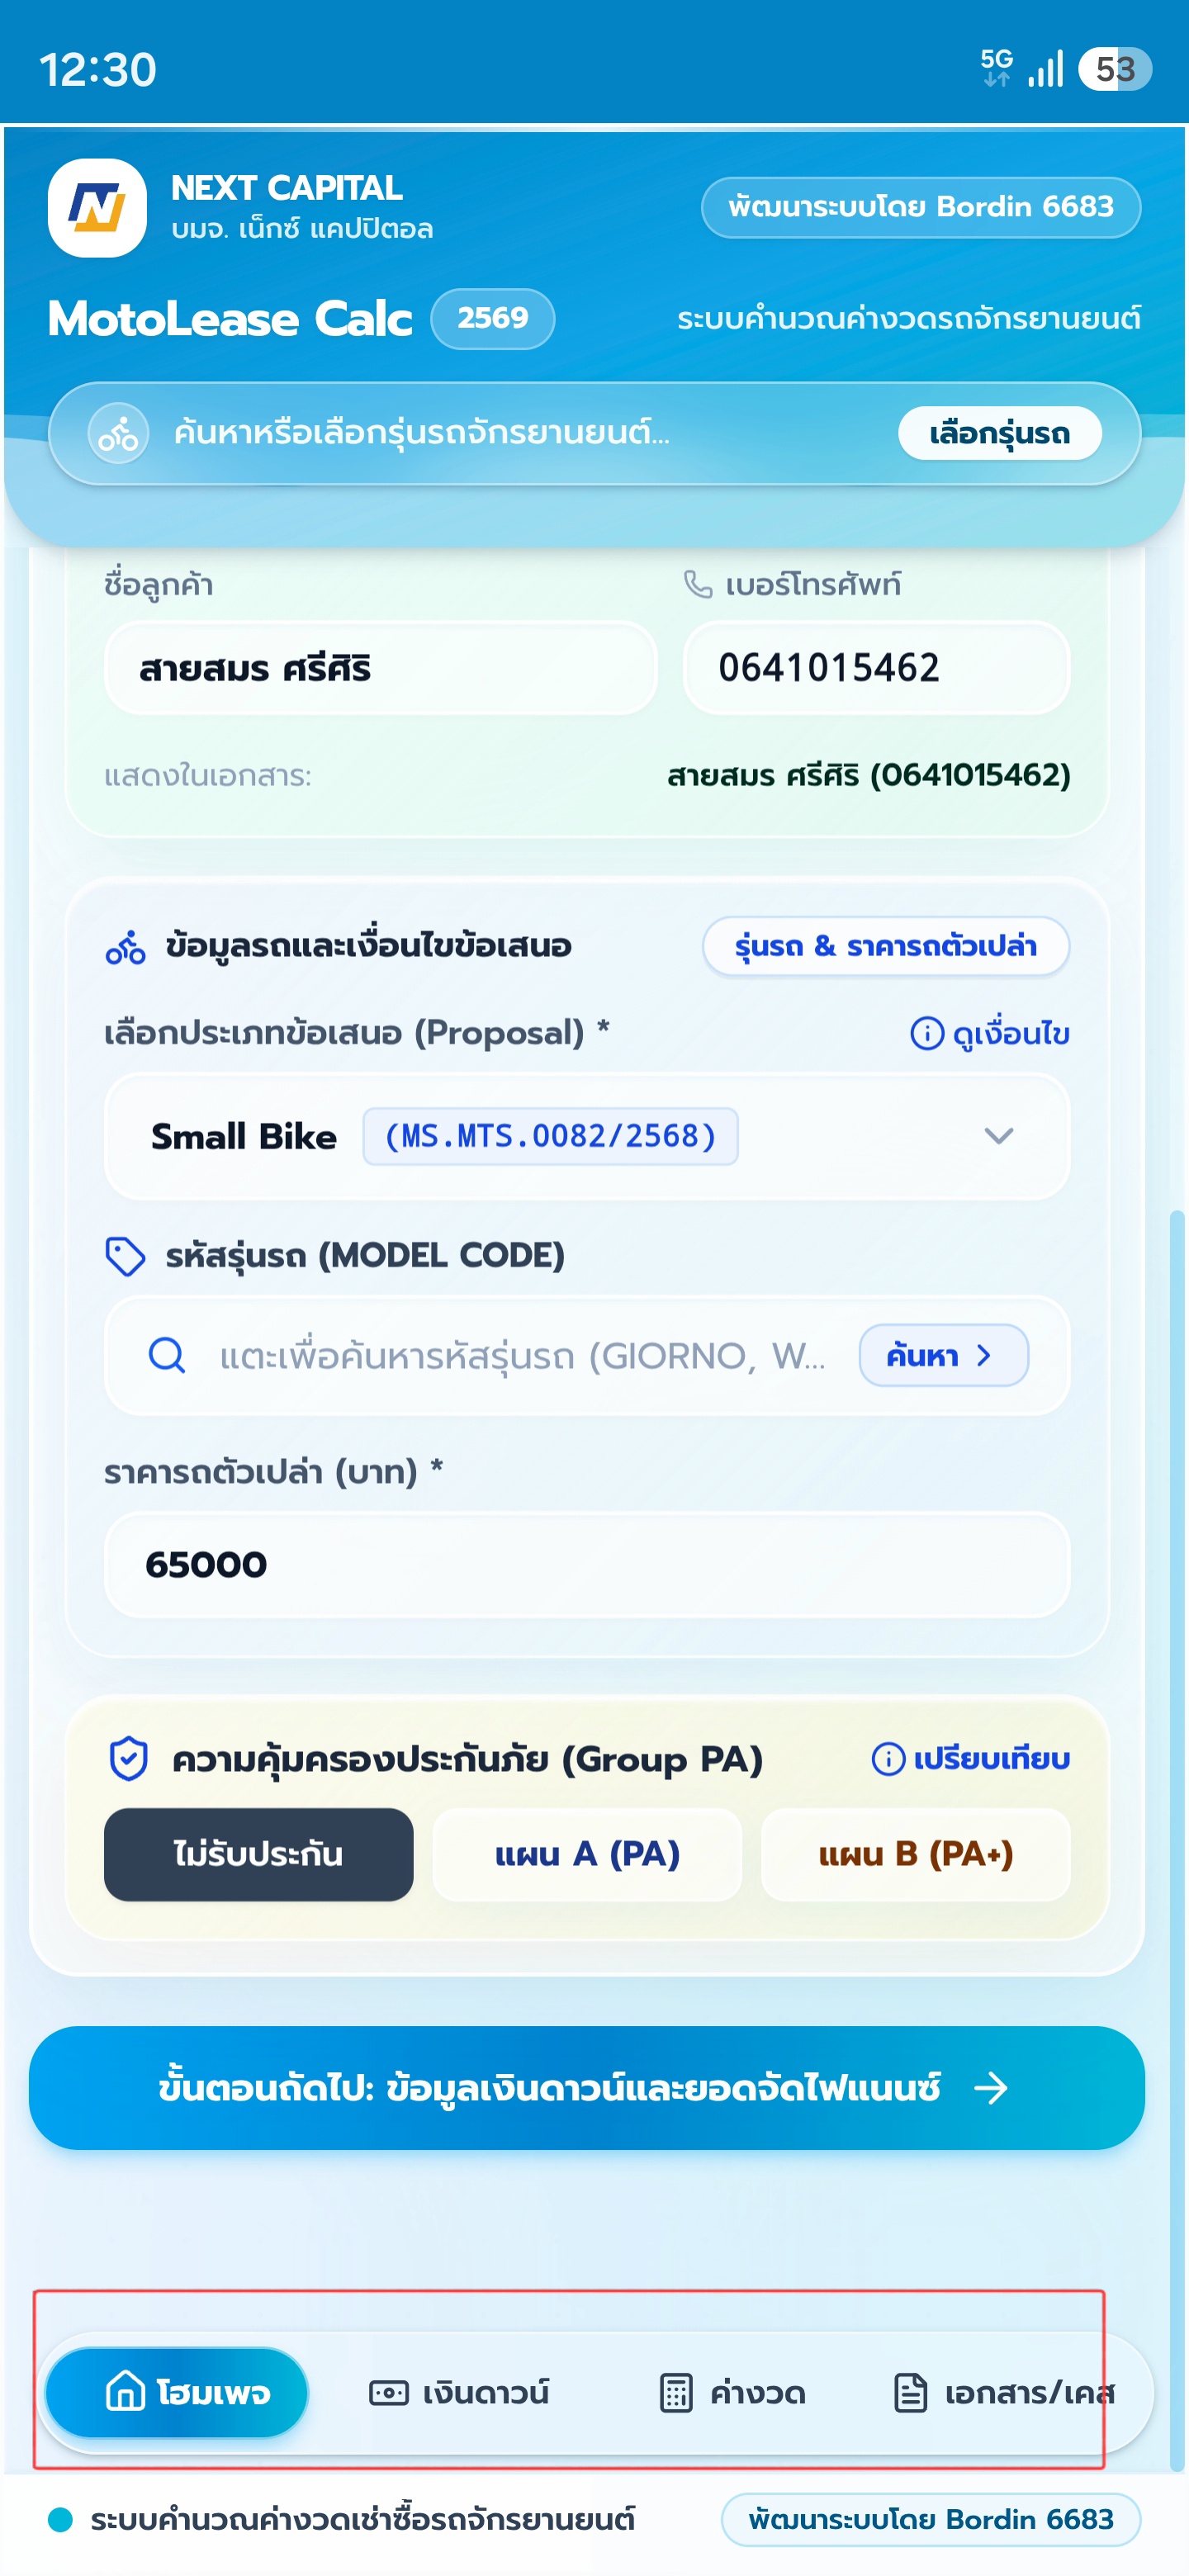 12:30
5G
53
NEXT CAPITAL
บมจ. เน็กซ์ แคปปิตอล
พัฒนาระบบโดย Bordin 6683
MotoLease Calc 2569
ระบบคำนวณค่างวดรถจักรยานยนต์
ค้นหาหรือเลือกรุ่นรถจักรยานยนต์...
เลือกรุ่นรถ
ชื่อลูกค้า
เบอร์โทรศัพท์
สายสมร ศรีศิริ
0641015462
แสดงในเอกสาร:
สายสมร ศรีศิริ (0641015462)
ข้อมูลรถและเงื่อนไขข้อเสนอ
รุ่นรถ & ราคารถตัวเปล่า
เลือกประเภทข้อเสนอ (Proposal) *
ดูเงื่อนไข
Small Bike (MS.MTS.0082/2568)
รหัสรุ่นรถ (MODEL CODE)
แตะเพื่อค้นหารหัสรุ่นรถ (GIORNO, W...
ค้นหา
ราคารถตัวเปล่า (บาท) *
65000
ความคุ้มครองประกันภัย (Group PA)
เปรียบเทียบ
ไม่รับประกัน
แผน A (PA)
แผน B (PA+)
ขั้นตอนถัดไป: ข้อมูลเงินดาวน์และยอดจัดไฟแนนซ์
โฮมเพจ
เงินดาวน์
ค่างวด
เอกสาร/เคส
ระบบคำนวณค่างวดเช่าซื้อรถจักรยานยนต์
พัฒนาระบบโดย Bordin 6683